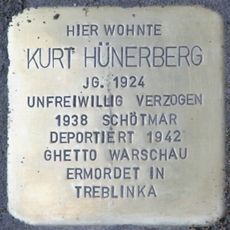 HIER WOHNTE
KURT HÜNERBERG
JG. 1924
UNFREIWILLIG VERZOGEN
1938 SCHÖTMAR
DEPORTIERT 1942
GHETTO WARSCHAU
ERMORDET IN
TREBLINKA